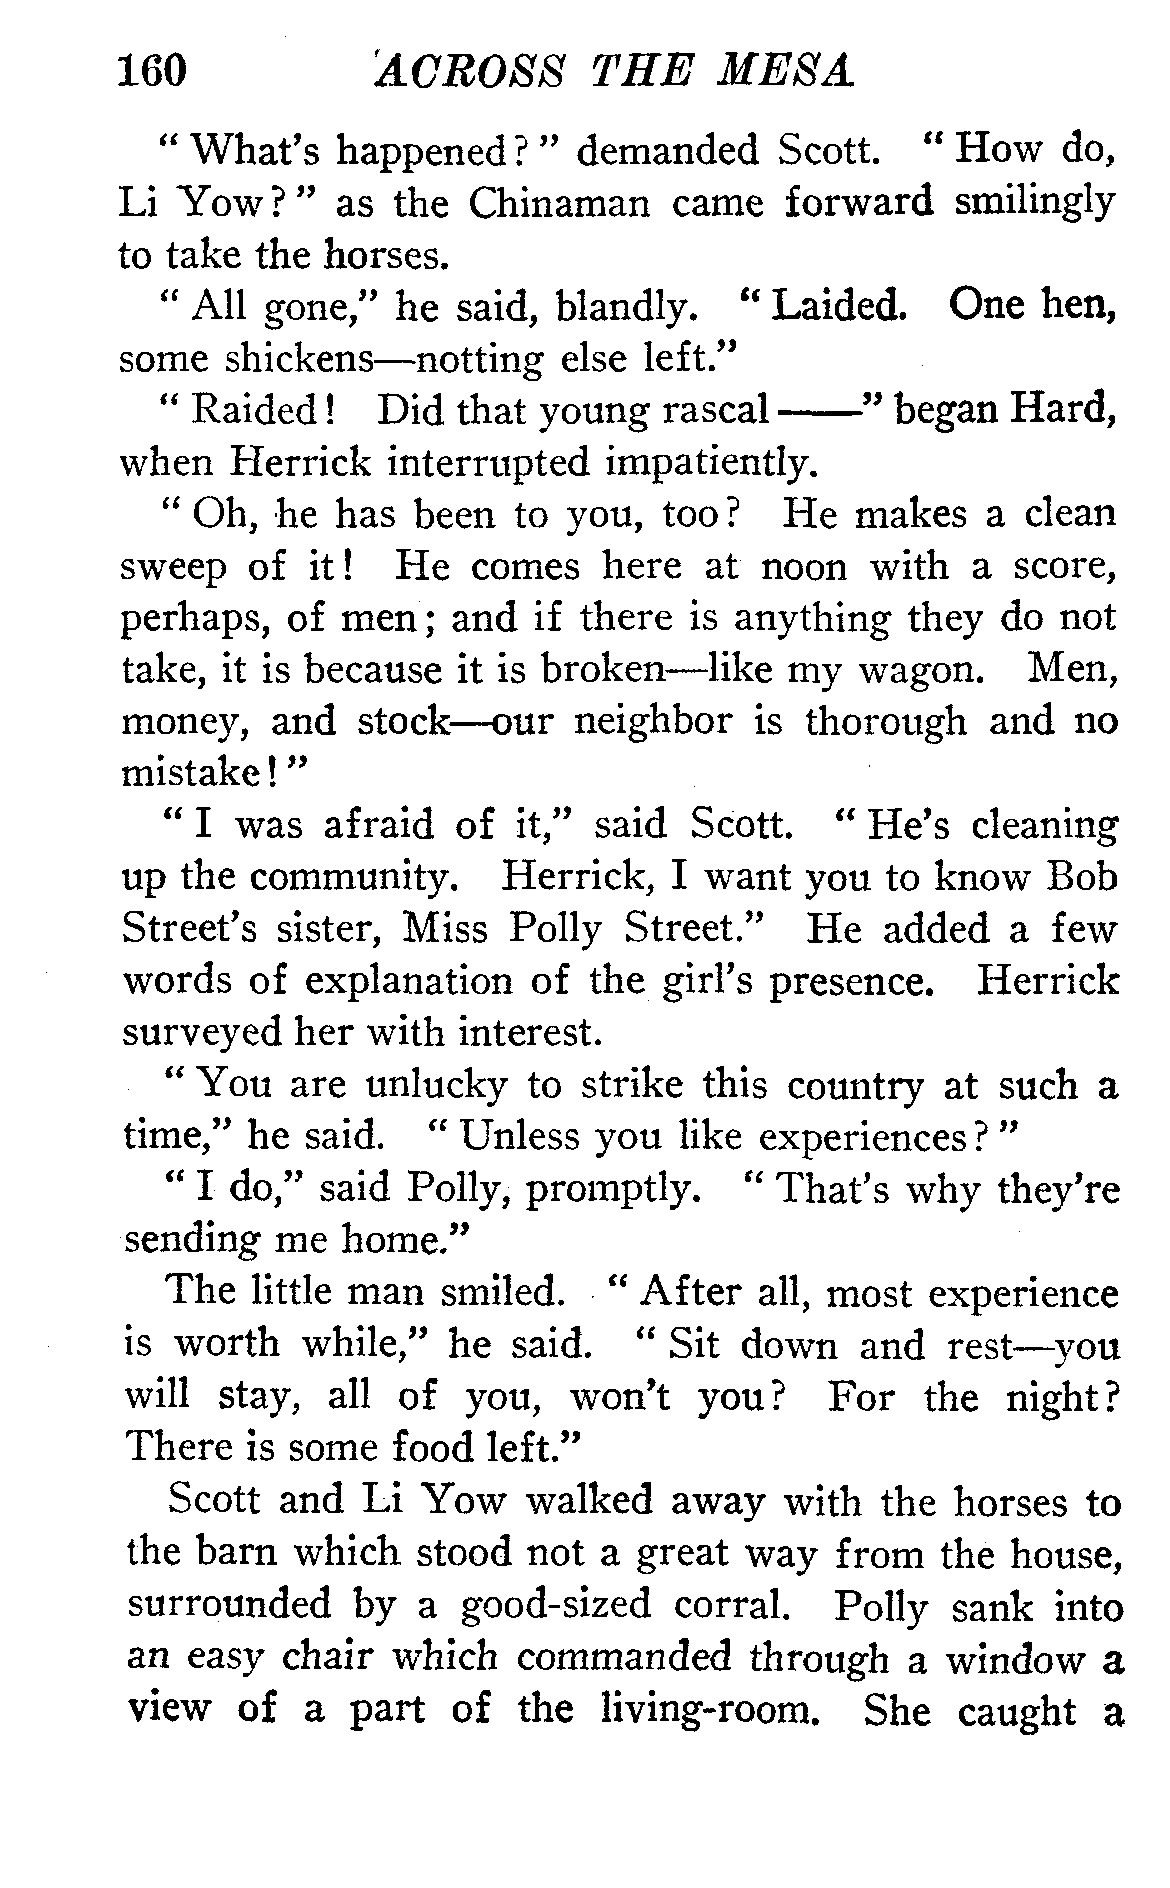 160 ACROSS THE MESA
“ What's happened? ” demanded Scott. “ How do,
Li Yow? ” as the Chinaman came forward smilingly
to take the horses.
“ All gone,” he said, blandly. “ Laided. One hen,
some shickens—notting else left.”
“ Raided! Did that young rascal ——” began Hard,
when Herrick interrupted impatiently.
“ Oh, he has been to you, too? He makes a clean
sweep of it! He comes here at noon with a score,
perhaps, of men; and if there is anything they do not
take, it is because it is broken—like my wagon. Men,
money, and stock—our neighbor is thorough and no
mistake! ”
“ I was afraid of it,” said Scott. “ He's cleaning
up the community. Herrick, I want you to know Bob
Street's sister, Miss Polly Street.” He added a few
words of explanation of the girl's presence. Herrick
surveyed her with interest.
“ You are unlucky to strike this country at such a
time,” he said. “ Unless you like experiences? ”
“ I do,” said Polly, promptly. “ That's why they're
sending me home.”
The little man smiled. “ After all, most experience
is worth while,” he said. “ Sit down and rest—you
will stay, all of you, won't you? For the night?
There is some food left.”
Scott and Li Yow walked away with the horses to
the barn which stood not a great way from the house,
surrounded by a good-sized corral. Polly sank into
an easy chair which commanded through a window a
view of a part of the living-room. She caught a